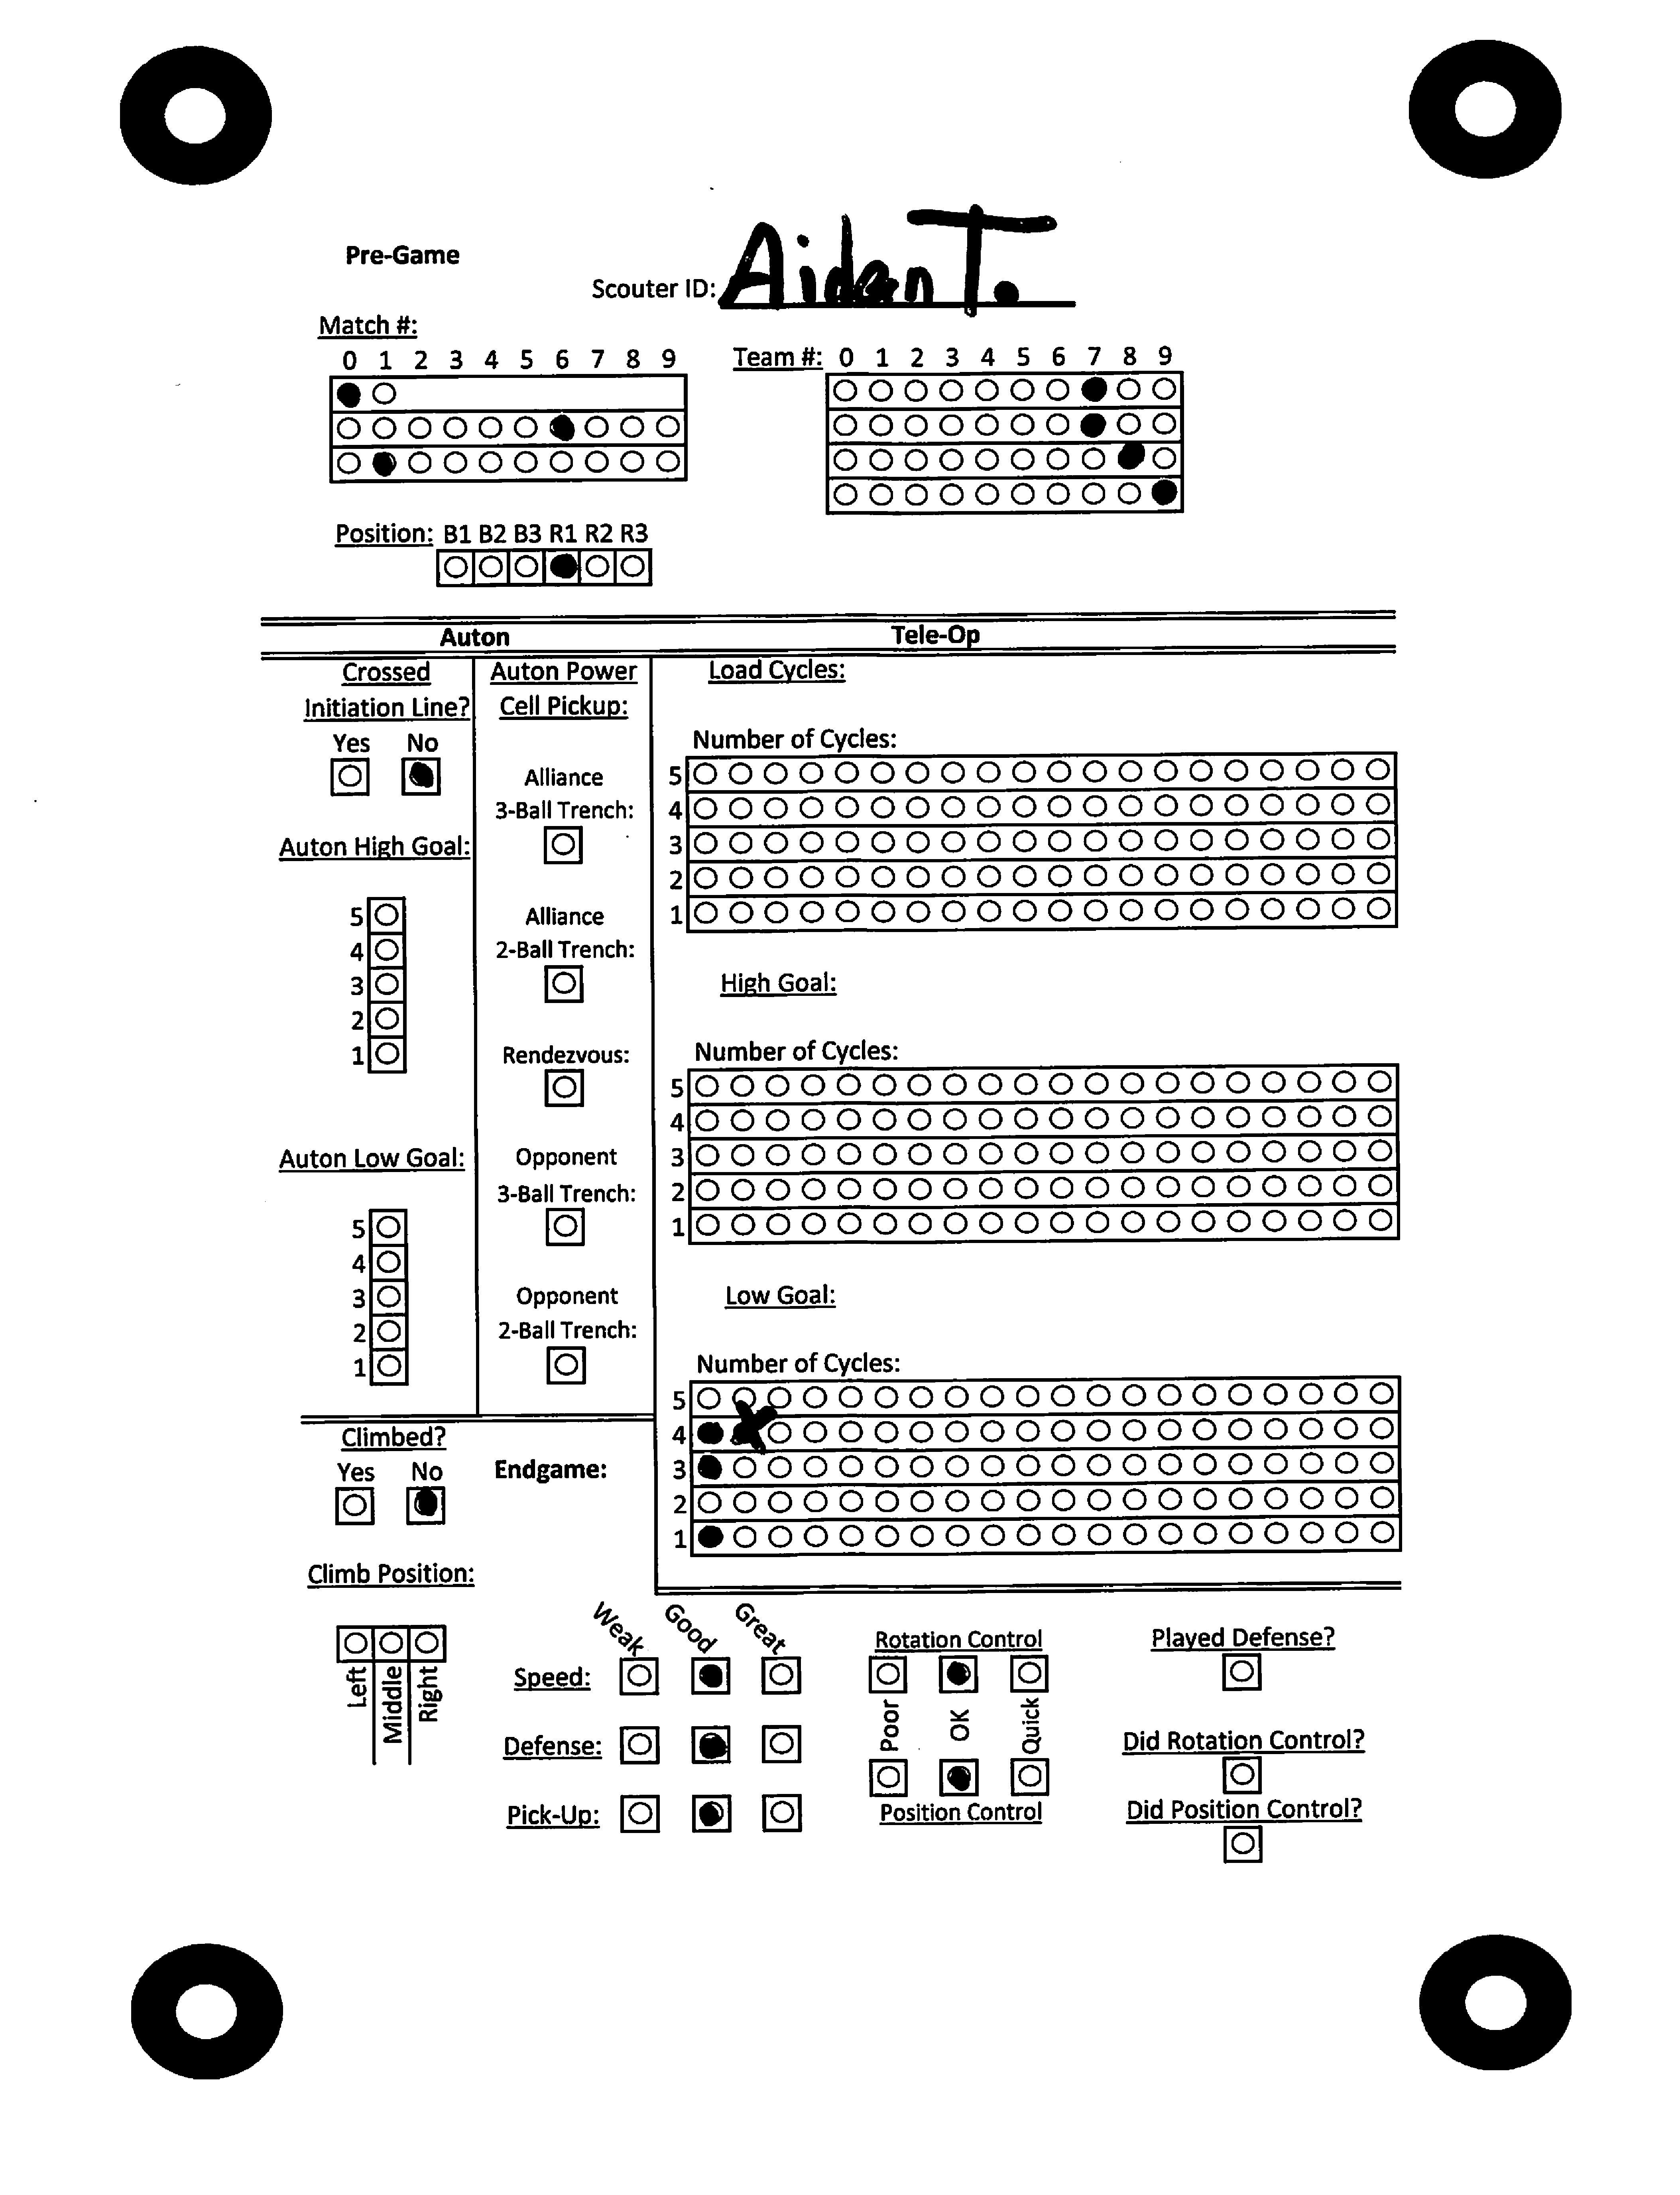 Pre-Game
Scouter ID: Aidan T.
Match #:
0 1 2 3 4 5 6 7 8 9
Team #: 0 1 2 3 4 5 6 7 8 9
Position: B1 B2 B3 R1 R2 R3
Auton
Tele-Op
Crossed
Initiation Line?
Yes No
Auton High Goal:
5
4
3
2
1
Auton Low Goal:
5
4
3
2
1
Auton Power
Cell Pickup:
Alliance
3-Ball Trench:
Alliance
2-Ball Trench:
Rendezvous:
Opponent
3-Ball Trench:
Opponent
2-Ball Trench:
Load Cycles:
Number of Cycles:
5
4
3
2
1
High Goal:
Number of Cycles:
5
4
3
2
1
Low Goal:
Number of Cycles:
5
4
3
2
1
Climbed?
Yes No
Endgame:
Climb Position:
Left
Middle
Right
Weak Good Great
Speed:
Defense:
Pick-Up:
Rotation Control
Poor OK Quick
Position Control
Played Defense?
Did Rotation Control?
Did Position Control?